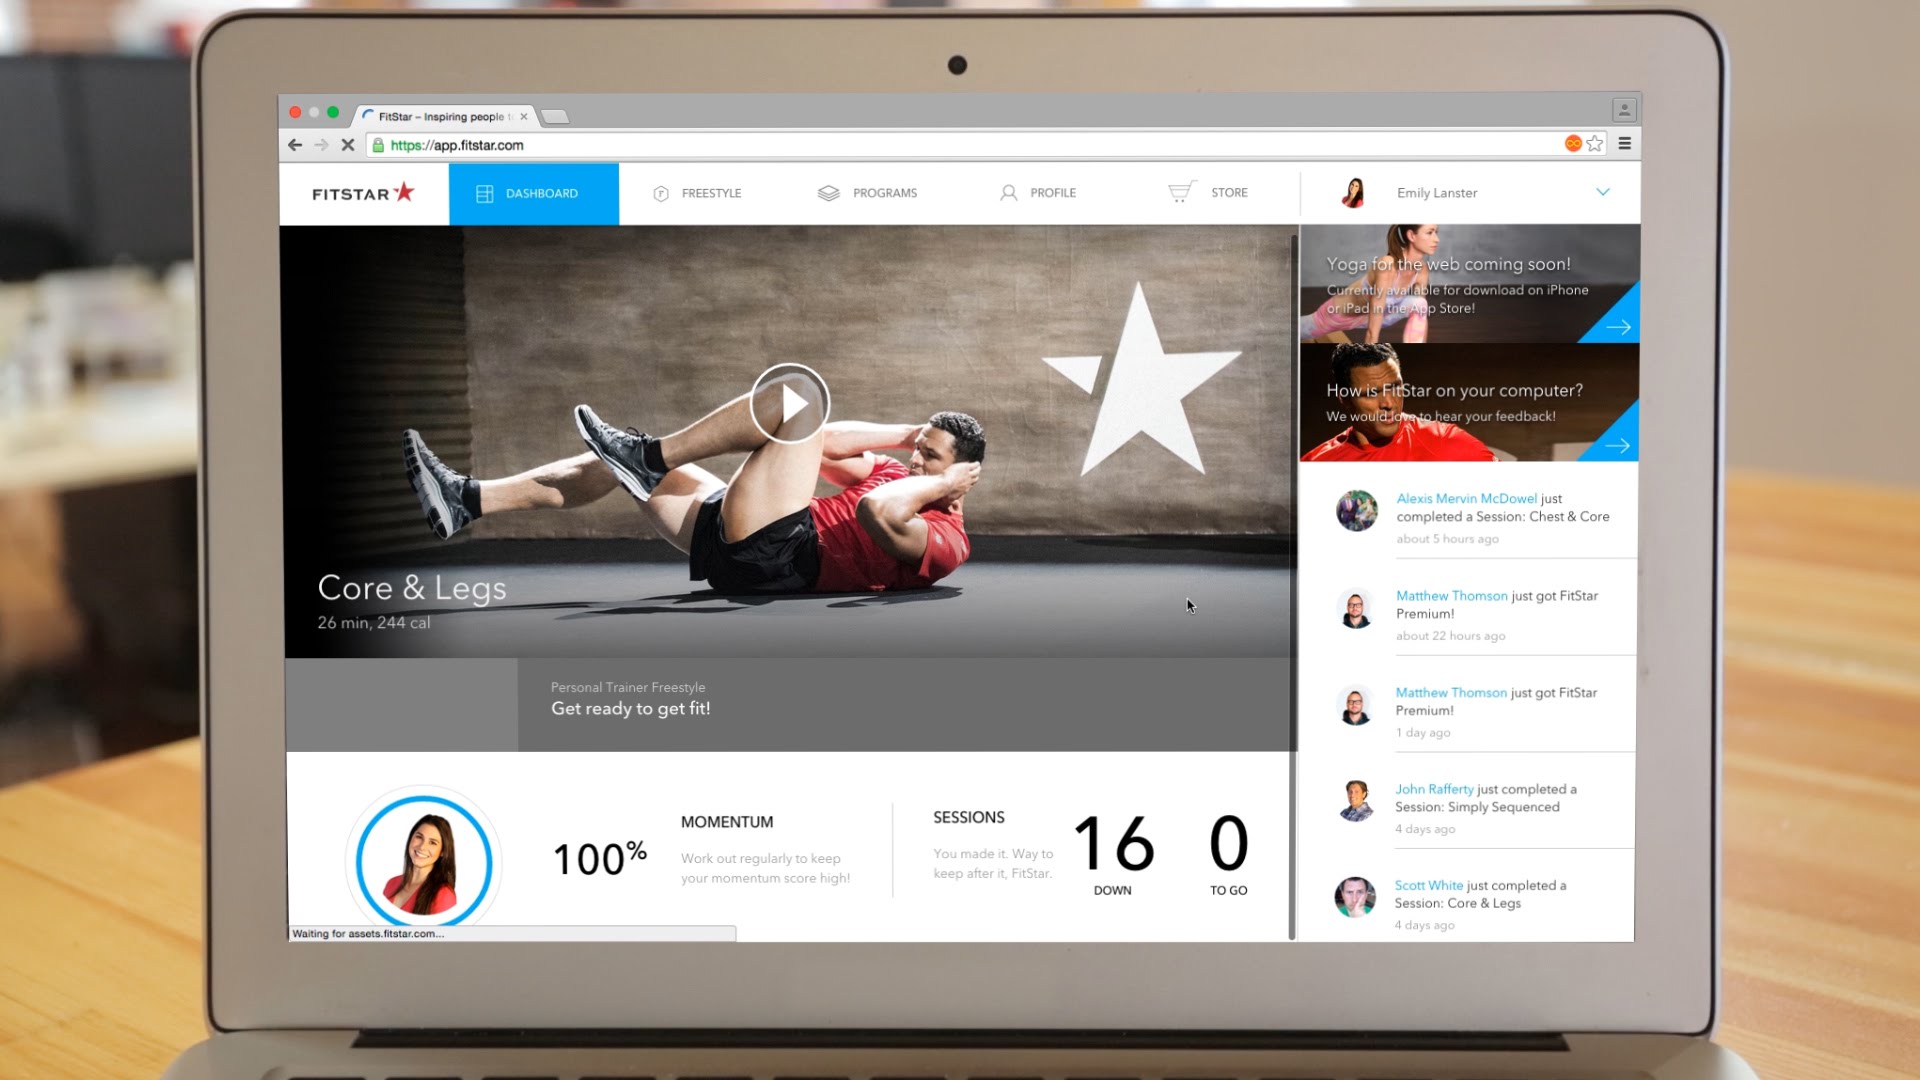 FitStar – Inspiring people t
https://app.fitstar.com
FITSTAR
DASHBOARD
FREESTYLE
PROGRAMS
PROFILE
STORE
Emily Lanster
Core & Legs
26 min, 244 cal
Personal Trainer Freestyle
Get ready to get fit!
100%
MOMENTUM
Work out regularly to keep
your momentum score high!
SESSIONS
You made it. Way to
keep after it, FitStar.
16
DOWN
0
TO GO
Waiting for assets.fitstar.com...
Yoga for the web coming soon!
Currently available for download on iPhone
or iPad in the App Store!
How is FitStar on your computer?
We would love to hear your feedback!
Alexis Mervin McDowel just
completed a Session: Chest & Core
about 5 hours ago
Matthew Thomson just got FitStar
Premium!
about 22 hours ago
Matthew Thomson just got FitStar
Premium!
1 day ago
John Rafferty just completed a
Session: Simply Sequenced
4 days ago
Scott White just completed a
Session: Core & Legs
4 days ago